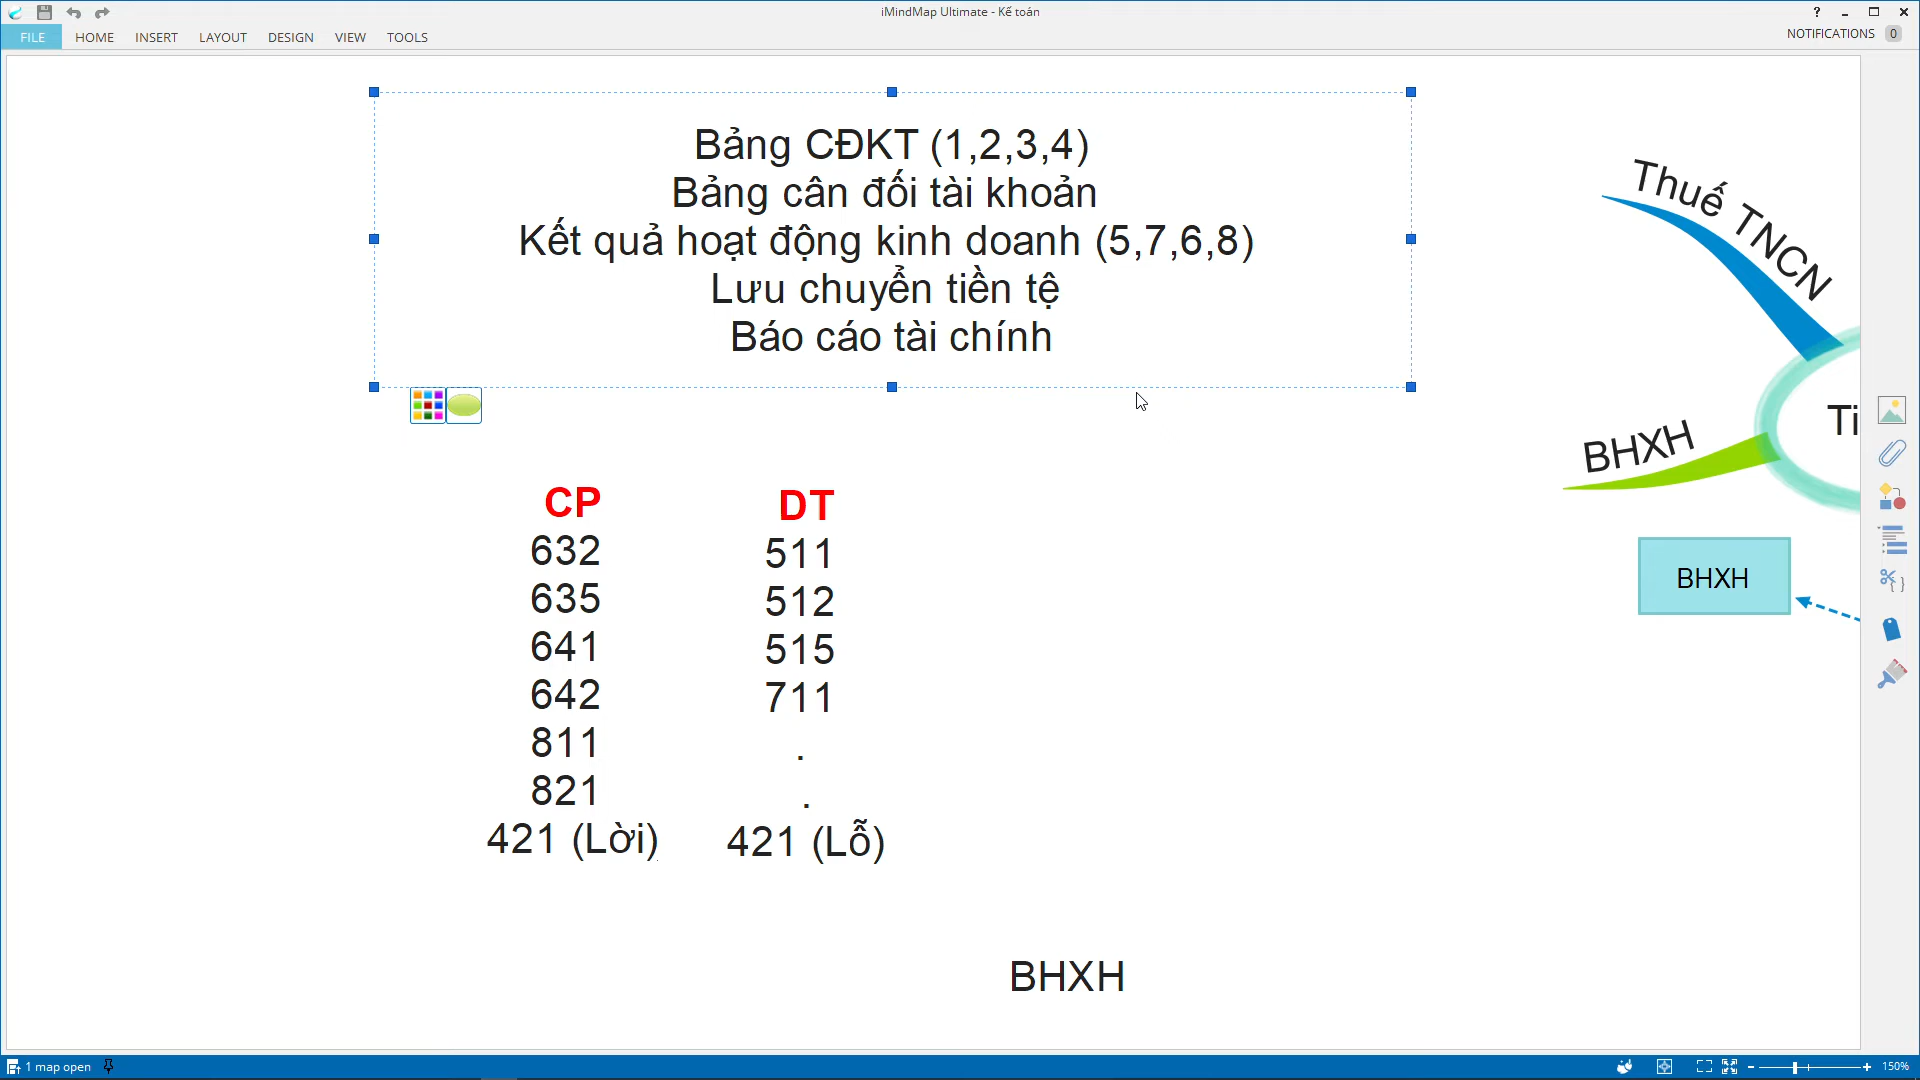 iMindMap Ultimate - Kế toán
?
FILE HOME INSERT LAYOUT DESIGN VIEW TOOLS
NOTIFICATIONS 0
Bảng CĐKT (1,2,3,4)
Bảng cân đối tài khoản
Kết quả hoạt động kinh doanh (5,7,6,8)
Lưu chuyển tiền tệ
Báo cáo tài chính
Thuế TNCN
BHXH
Ti
BHXH
CP
632
635
641
642
811
821
421 (Lời)
DT
511
512
515
711
.
.
421 (Lỗ)
BHXH
1 map open
150%